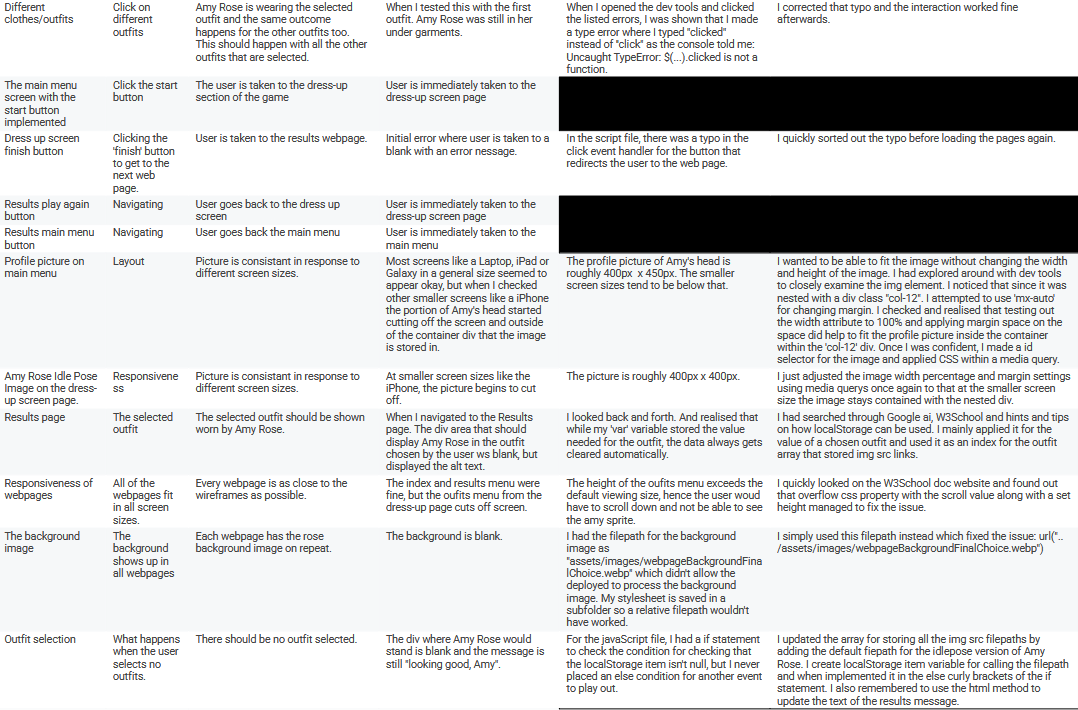 Different
clothes/outfits
Click on
different
outfits
Amy Rose is wearing the selected
outfit and the same outcome
happens for the other outfits too.
This should happen with all the other
outfits that are selected.
When I tested this with the first
outfit. Amy Rose was still in her
under garments.
When I opened the dev tools and clicked
the listed errors, I was shown that I made
a type error where I typed "clicked"
instead of "click" as the console told me:
Uncaught TypeError: $(...).clicked is not a
function.
I corrected that typo and the interaction worked fine
afterwards.
The main menu
screen with the
start button
implemented
Click the start
button
The user is taken to the dress-up
section of the game
User is immediately taken to the
dress-up screen page
Dress up screen
finish button
Clicking the
'finish' button
to get to the
next web
page.
User is taken to the results webpage.
Initial error where user is taken to a
blank with an error nessage.
In the script file, there was a typo in the
click event handler for the button that
redirects the user to the web page.
I quickly sorted out the typo before loading the pages again.
Results play again
button
Navigating
User goes back to the dress up
screen
User is immediately taken to the
dress-up screen page
Results main menu
button
Navigating
User goes back the main menu
User is immediately taken to the
main menu
Profile picture on
main menu
Layout
Picture is consistant in response to
different screen sizes.
Most screens like a Laptop, iPad or
Galaxy in a general size seemed to
appear okay, but when I checked
other smaller screens like a iPhone
the portion of Amy's head started
cutting off the screen and outside
of the container div that the image
is stored in.
The profile picture of Amy's head is
roughly 400px x 450px. The smaller
screen sizes tend to be below that.
I wanted to be able to fit the image without changing the width
and height of the image. I had explored around with dev tools
to closely examine the img element. I noticed that since it was
nested with a div class "col-12". I attempted to use 'mx-auto'
for changing margin. I checked and realised that testing out
the width attribute to 100% and applying margin space on the
space did help to fit the profile picture inside the container
within the 'col-12' div. Once I was confident, I made a id
selector for the image and applied CSS within a media query.
Amy Rose Idle Pose
Image on the dress-
up screen page.
Responsivene
ss
Picture is consistant in response to
different screen sizes.
At smaller screen sizes like the
iPhone, the picture begins to cut
off.
The picture is roughly 400px x 400px.
I just adjusted the image width percentage and margin settings
using media querys once again to that at the smaller screen
size the image stays contained with the nested div.
Results page
The selected
outfit
The selected outfit should be shown
worn by Amy Rose.
When I navigated to the Results
page. The div area that should
display Amy Rose in the outfit
chosen by the user ws blank, but
displayed the alt text.
I looked back and forth. And realised that
while my 'var' variable stored the value
needed for the outfit, the data always gets
cleared automatically.
I had searched through Google ai, W3School and hints and tips
on how localStorage can be used. I mainly applied it for the
value of a chosen outfit and used it as an index for the outfit
array that stored img src links.
Responsiveness of
webpages
All of the
webpages fit
in all screen
sizes.
Every webpage is as close to the
wireframes as possible.
The index and results menu were
fine, but the oufits menu from the
dress-up page cuts off screen.
The height of the oufits menu exceeds the
default viewing size, hence the user woud
have to scroll down and not be able to see
the amy sprite.
I quickly looked on the W3School doc website and found out
that overflow css property with the scroll value along with a set
height managed to fix the issue.
The background
image
The
background
shows up in
all webpages
Each webpage has the rose
background image on repeat.
The background is blank.
I had the filepath for the background
image as
"assets/images/webpageBackgroundFina
lChoice.webp" which didn't allow the
deployed to process the background
image. My stylesheet is saved in a
subfolder so a relative filepath wouldn't
have worked.
I simply used this filepath instead which fixed the issue: url("..
/assets/images/webpageBackgroundFinalChoice.webp")
Outfit selection
What happens
when the user
selects no
outfits.
There should be no outfit selected.
The div where Amy Rose would
stand is blank and the message is
still "looking good, Amy".
For the javaScript file, I had a if statement
to check the condition for checking that
the localStorage item isn't null, but I never
placed an else condition for another event
to play out.
I updated the array for storing all the img src filepaths by
adding the default fiepath for the idlepose version of Amy
Rose. I create localStorage item variable for calling the filepath
and when implemented it in the else curly brackets of the if
statement. I also remembered to use the html method to
update the text of the results message.